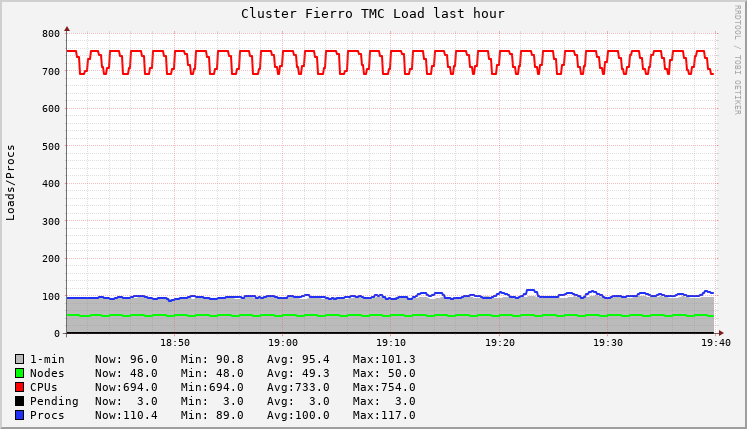 Cluster Fierro TMC Load last hour
RRDTOOL / TOBI OETIKER
Loads/Procs
800
700
600
500
400
300
200
100
0
18:50 19:00 19:10 19:20 19:30 19:40
1-min Now: 96.0 Min: 90.8 Avg: 95.4 Max:101.3
Nodes Now: 48.0 Min: 48.0 Avg: 49.3 Max: 50.0
CPUs Now:694.0 Min:694.0 Avg:733.0 Max:754.0
Pending Now: 3.0 Min: 3.0 Avg: 3.0 Max: 3.0
Procs Now:110.4 Min: 89.0 Avg:100.0 Max:117.0